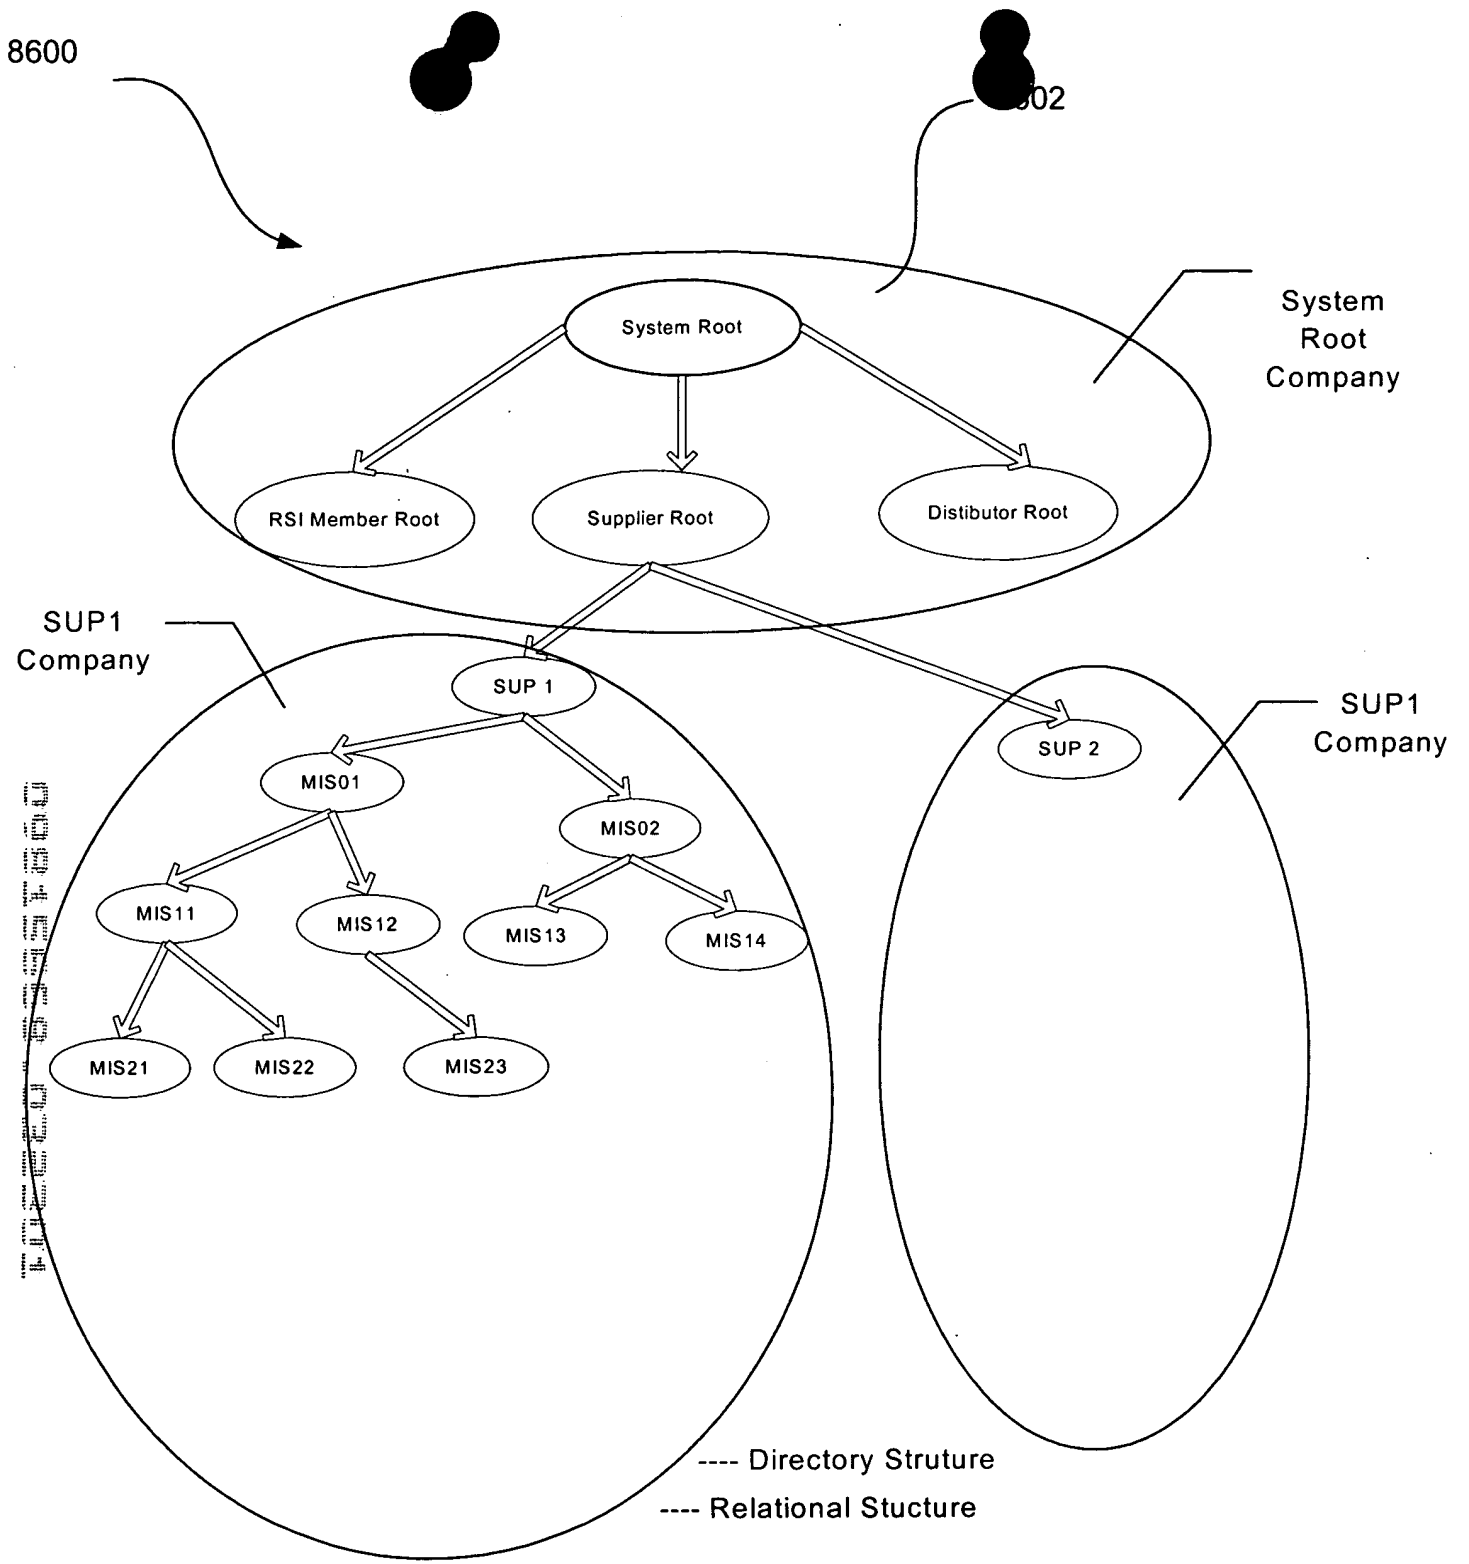 8600
System Root
System
Root
Company
RSI Member Root
Supplier Root
Distibutor Root
SUP1
Company
SUP 1
SUP 2
SUP1
Company
MIS01
MIS02
MIS11
MIS12
MIS13
MIS14
MIS21
MIS22
MIS23
---- Directory Struture
---- Relational Stucture